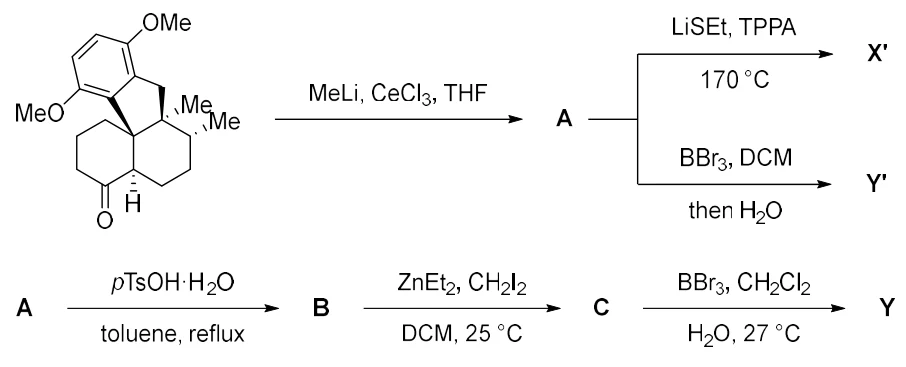 OMe
MeO
Me
Me
H
O
MeLi, CeCl₃, THF
A
LiSEt, TPPA
170 °C
X'
BBr₃, DCM
then H₂O
Y'
A
pTsOH·H₂O
toluene, reflux
B
ZnEt₂, CH₂I₂
DCM, 25 °C
C
BBr₃, CH₂Cl₂
H₂O, 27 °C
Y